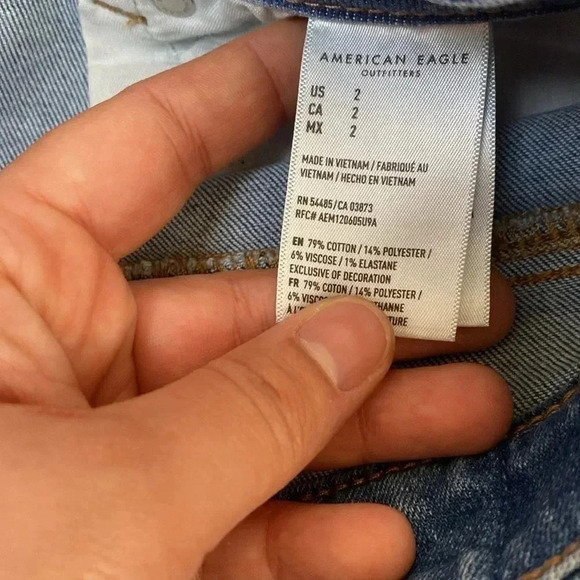 AMERICAN EAGLE
OUTFITTERS
US 2
CA 2
MX 2
MADE IN VIETNAM / FABRIQUÉ AU
VIETNAM / HECHO EN VIETNAM
RN 54485/CA 03873
RFC# AEM120605U9A
EN 79% COTTON / 14% POLYESTER /
6% VISCOSE / 1% ELASTANE
EXCLUSIVE OF DECORATION
FR 79% COTON / 14% POLYESTER /
6%